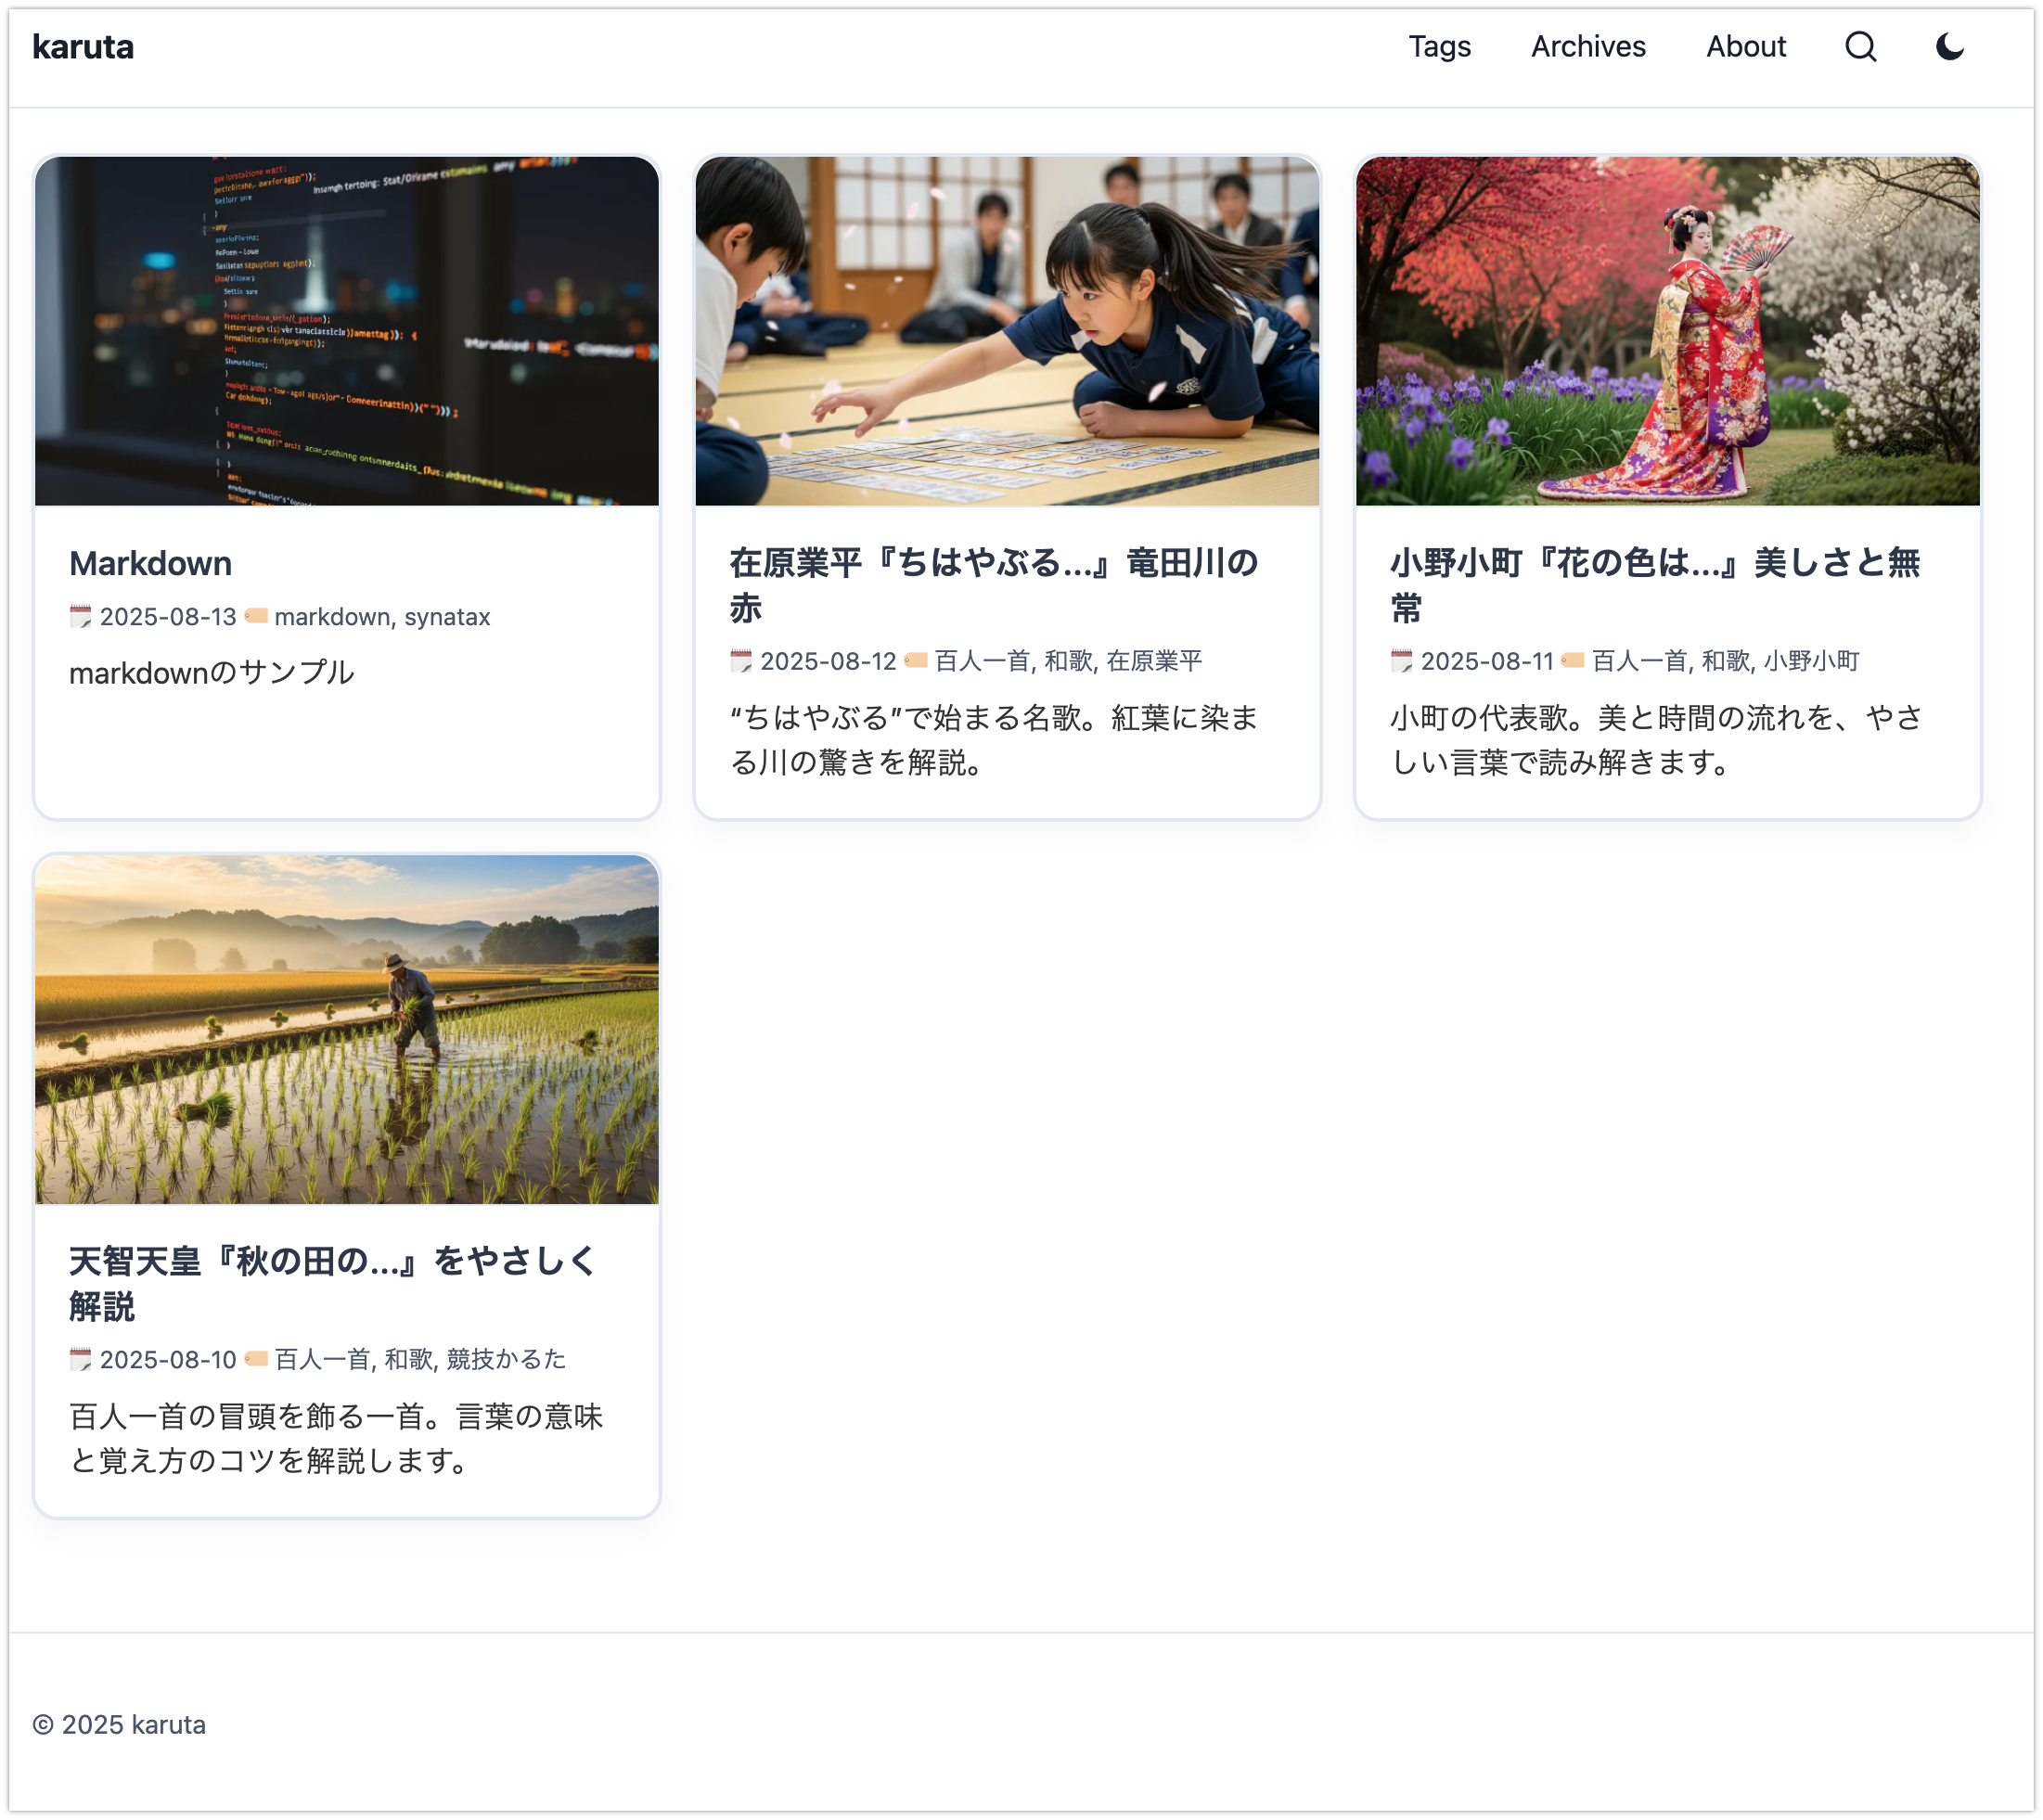 karuta
Tags
Archives
About
Markdown
2025-08-13 markdown, synatax
markdownのサンプル
在原業平『ちはやぶる…』竜田川の
赤
2025-08-12 百人一首, 和歌, 在原業平
“ちはやぶる”で始まる名歌。紅葉に染ま
る川の驚きを解説。
小野小町『花の色は…』美しさと無
常
2025-08-11 百人一首, 和歌, 小野小町
小町の代表歌。美と時間の流れを、やさ
しい言葉で読み解きます。
天智天皇『秋の田の…』をやさしく
解説
2025-08-10 百人一首, 和歌, 競技かるた
百人一首の冒頭を飾る一首。言葉の意味
と覚え方のコツを解説します。
© 2025 karuta